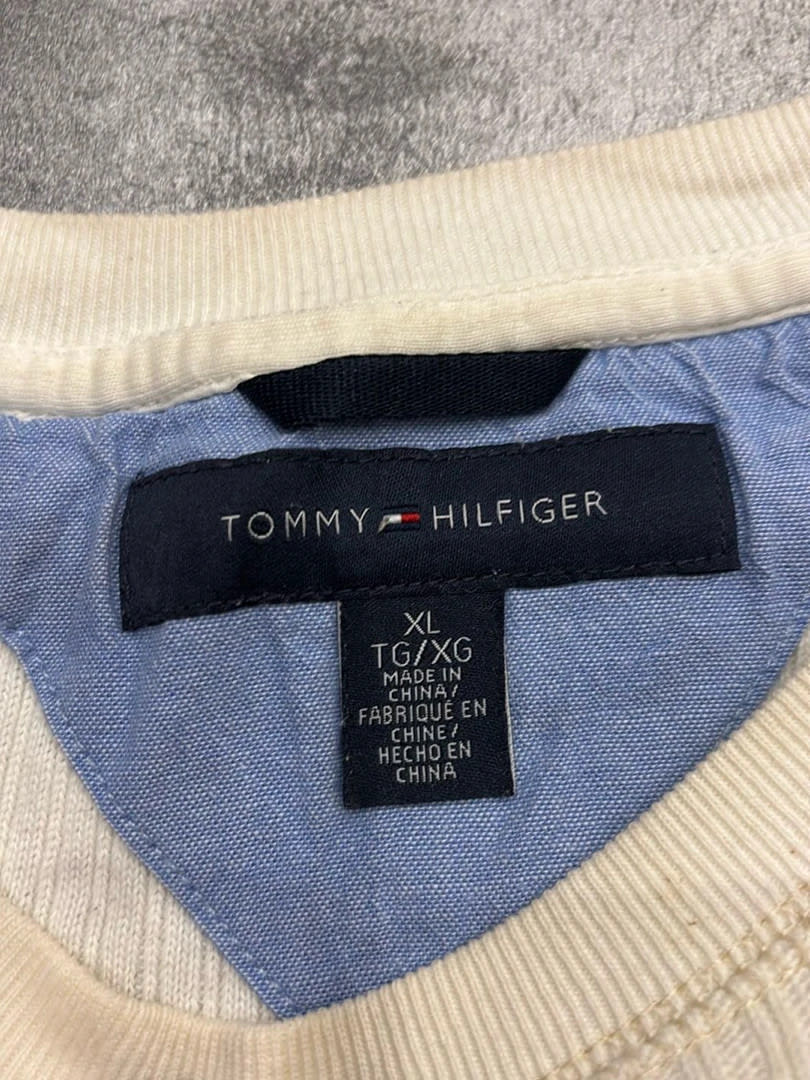 TOMMY HILFIGER
XL
TG/XG
MADE IN
CHINA/
FABRIQUÉ EN
CHINE/
HECHO EN
CHINA